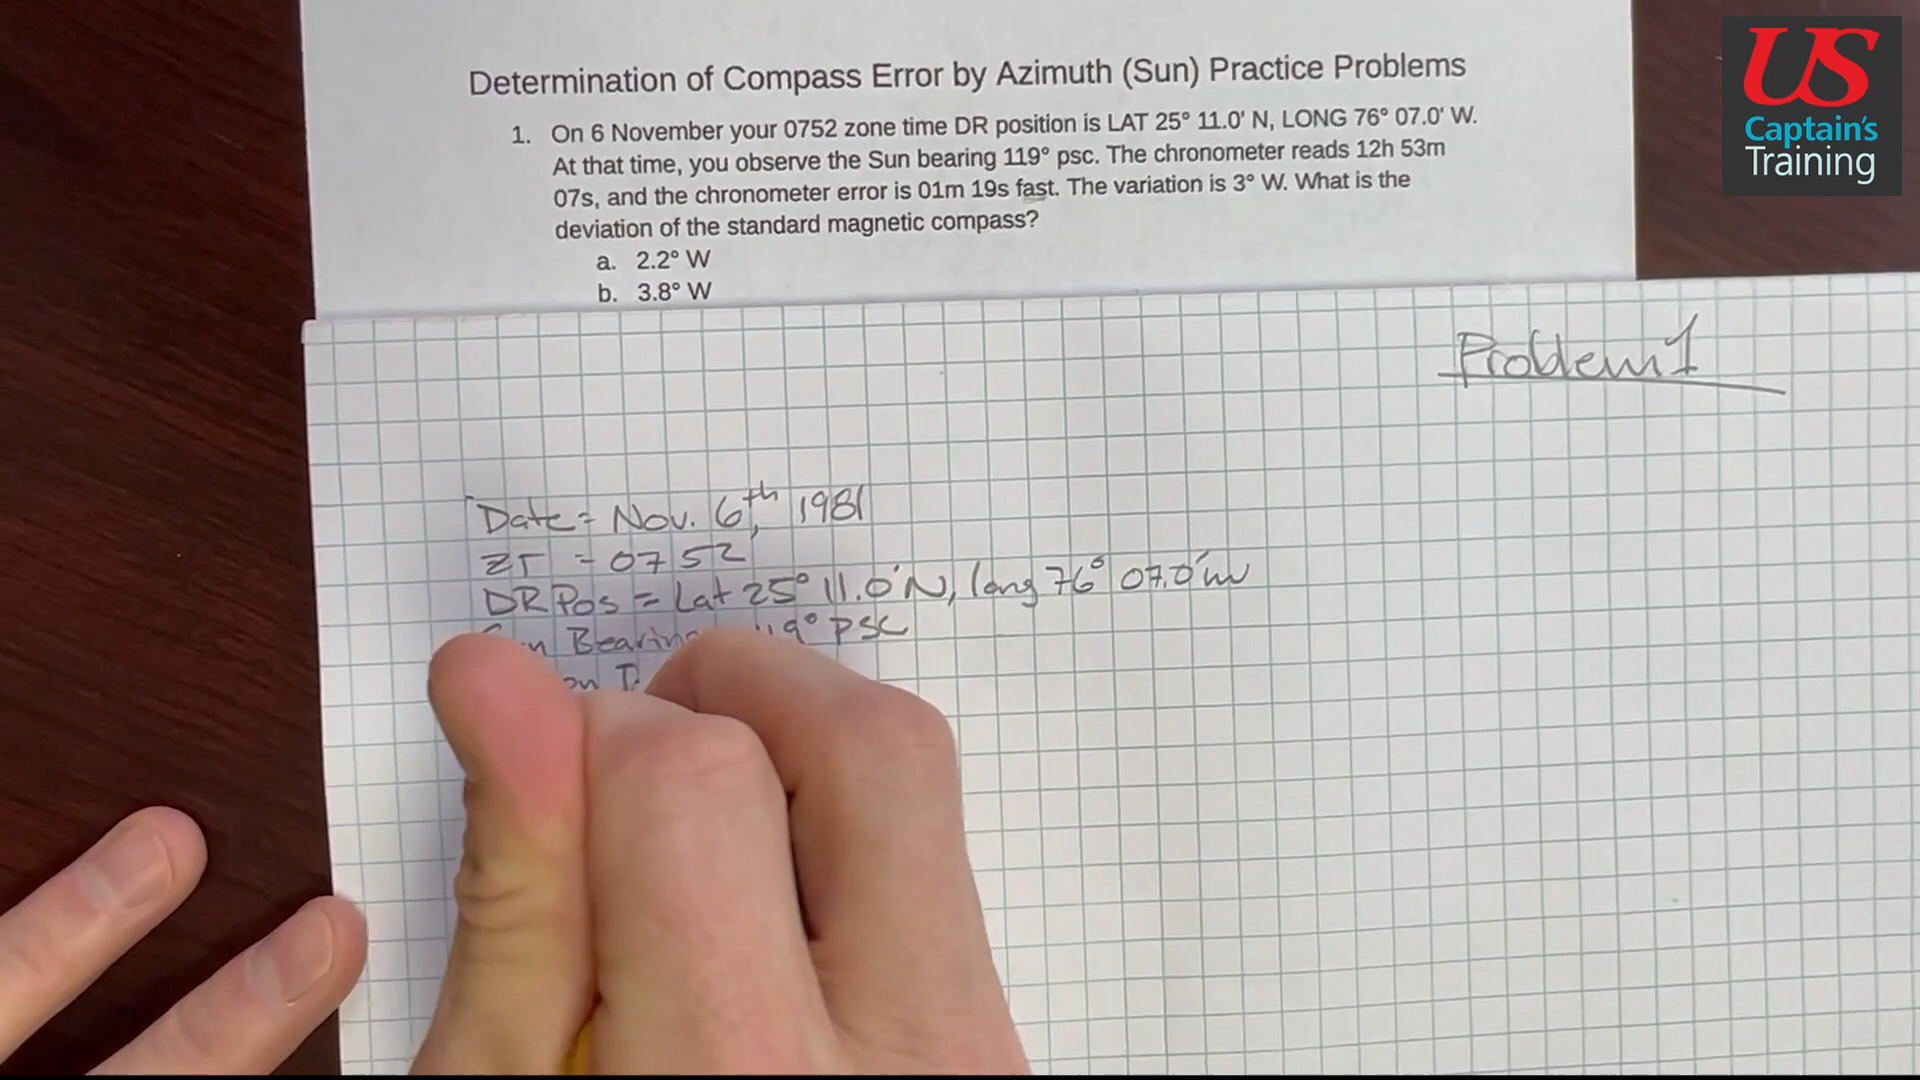 US
Captain's
Training
Determination of Compass Error by Azimuth (Sun) Practice Problems
1. On 6 November your 0752 zone time DR position is LAT 25° 11.0' N, LONG 76° 07.0' W.
At that time, you observe the Sun bearing 119° psc. The chronometer reads 12h 53m
07s, and the chronometer error is 01m 19s fast. The variation is 3° W. What is the
deviation of the standard magnetic compass?
a. 2.2° W
b. 3.8° W
Problem 1
Date = Nov. 6th, 1981
ZT = 0752
DR Pos = Lat 25° 11.0' N, long 76° 07.0' W
Bearing 19° PSC